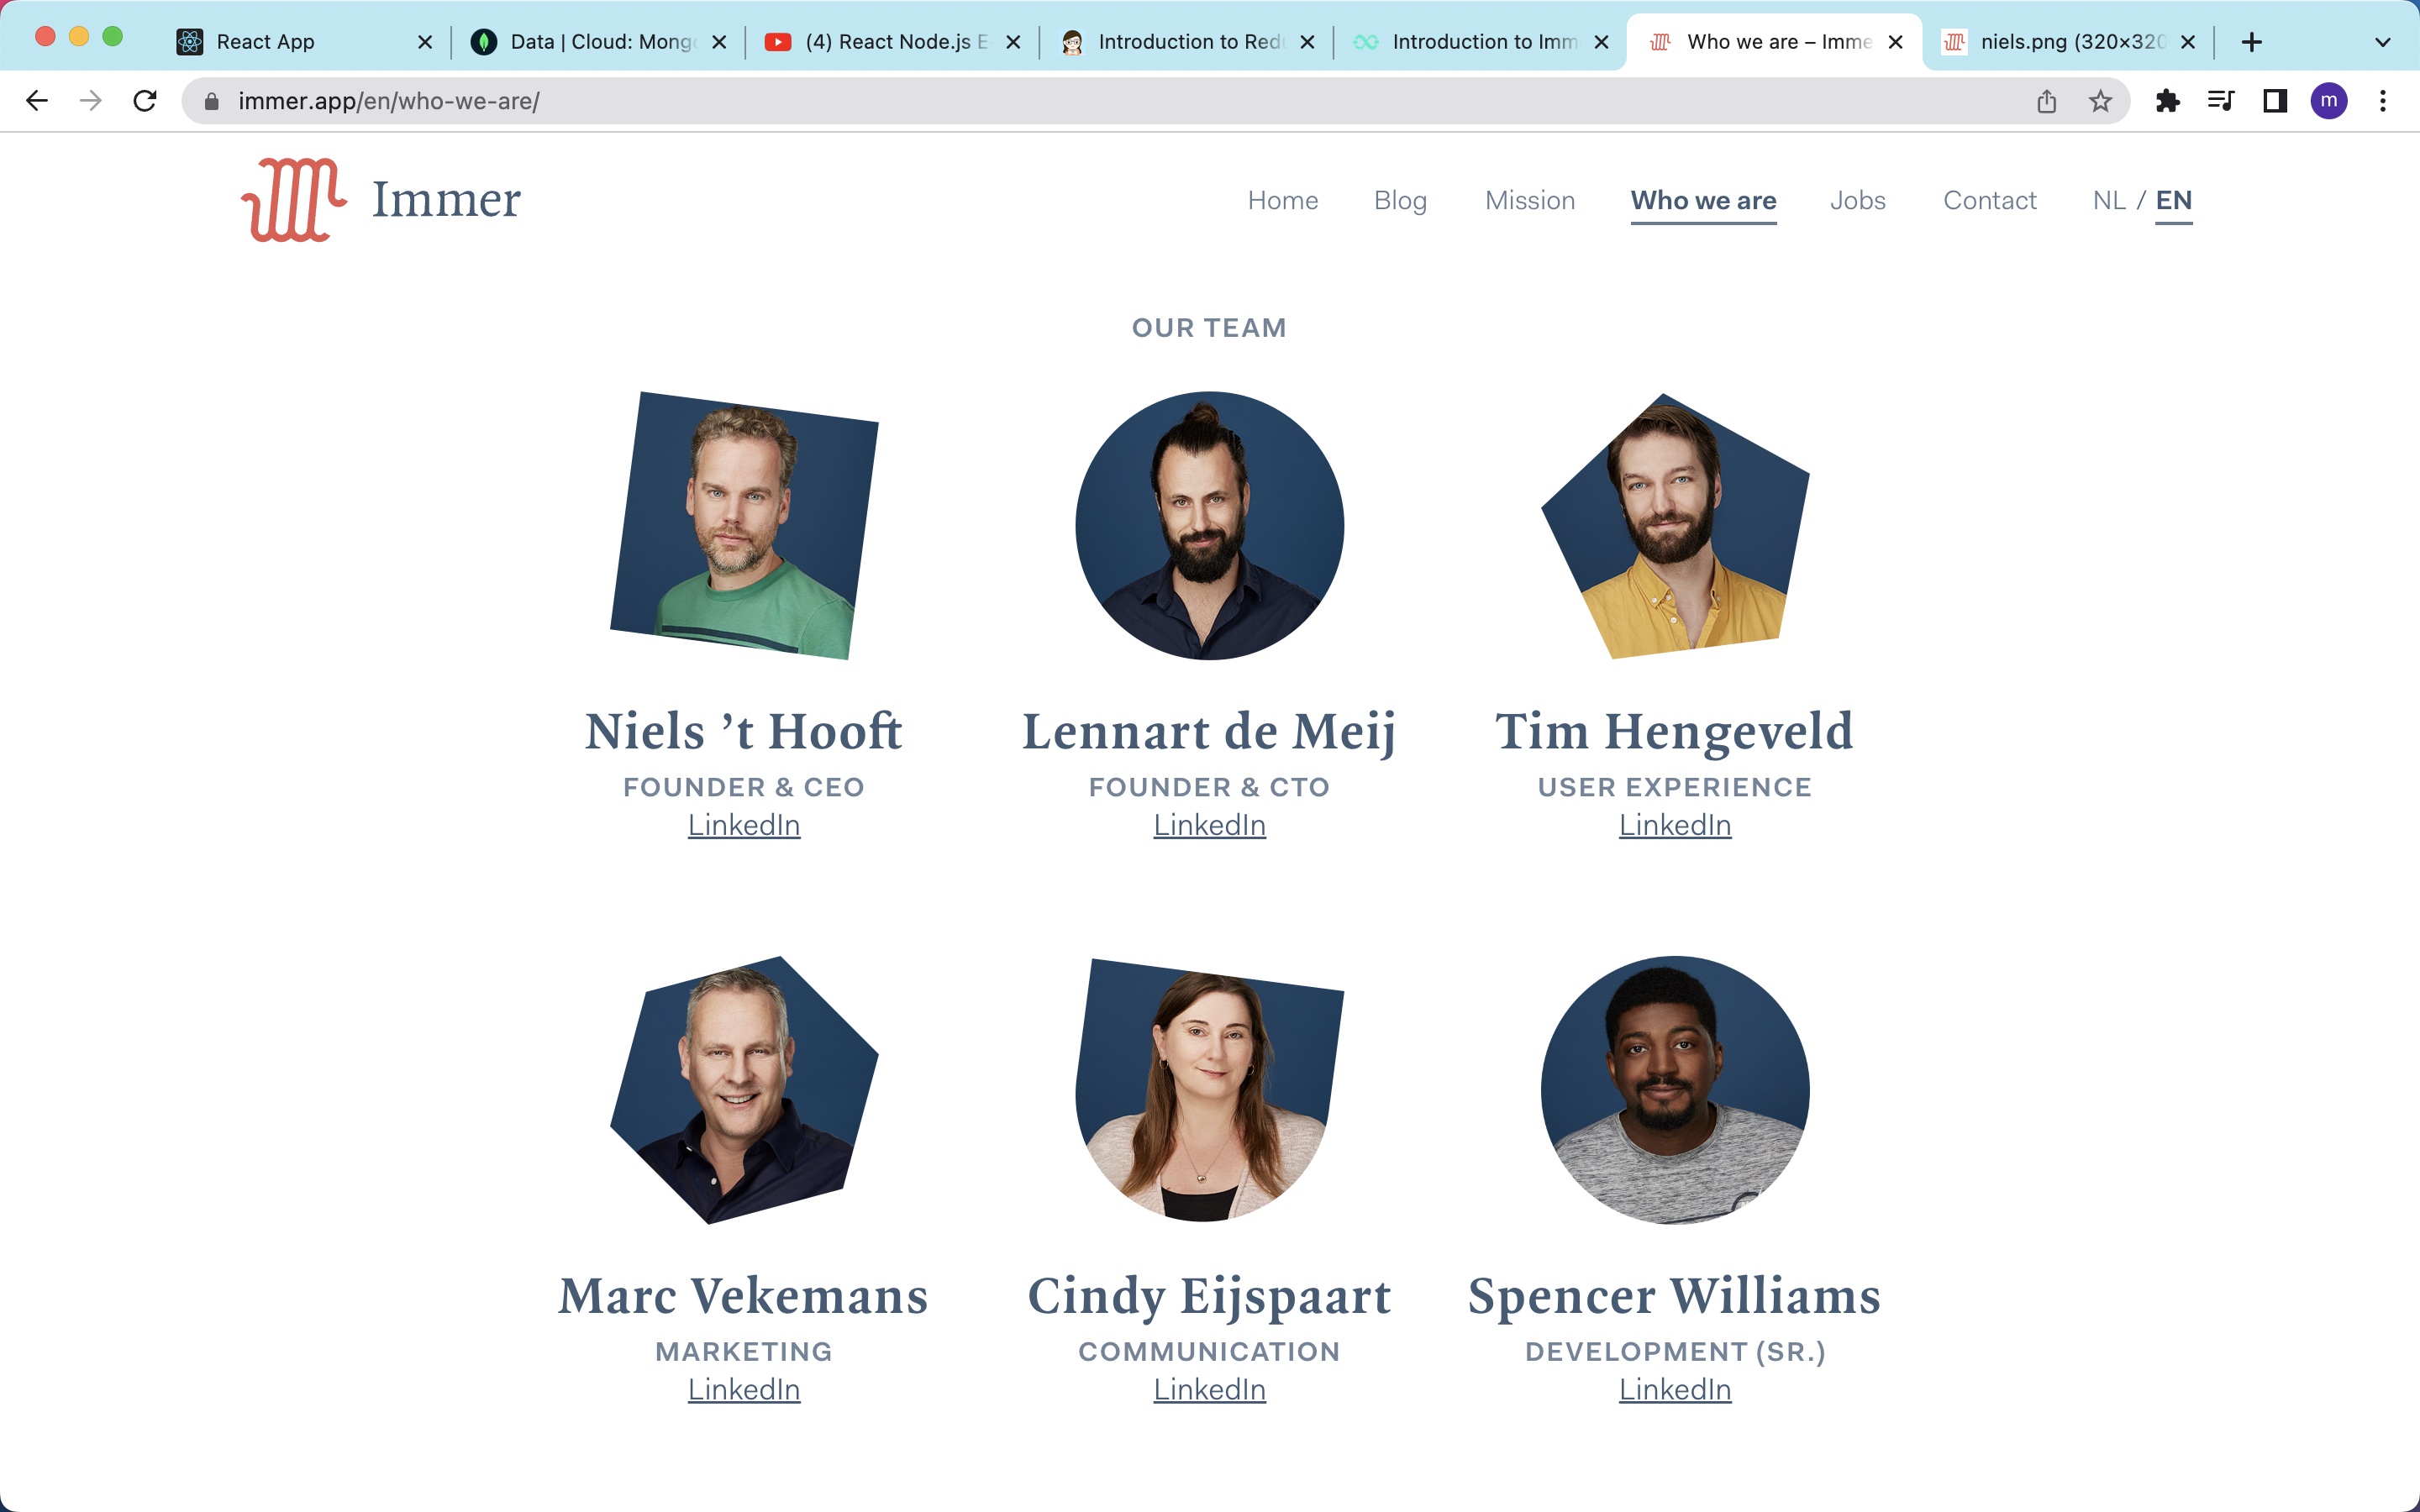 React App
Data | Cloud: Mong
(4) React Node.js E
Introduction to Red
Introduction to Imm
Who we are – Imme
niels.png (320×320
immer.app/en/who-we-are/
m
Immer
Home Blog Mission Who we are Jobs Contact NL / EN
OUR TEAM
Niels ’t Hooft Lennart de Meij Tim Hengeveld
FOUNDER & CEO FOUNDER & CTO USER EXPERIENCE
LinkedIn LinkedIn LinkedIn
Marc Vekemans Cindy Eijspaart Spencer Williams
MARKETING COMMUNICATION DEVELOPMENT (SR.)
LinkedIn LinkedIn LinkedIn